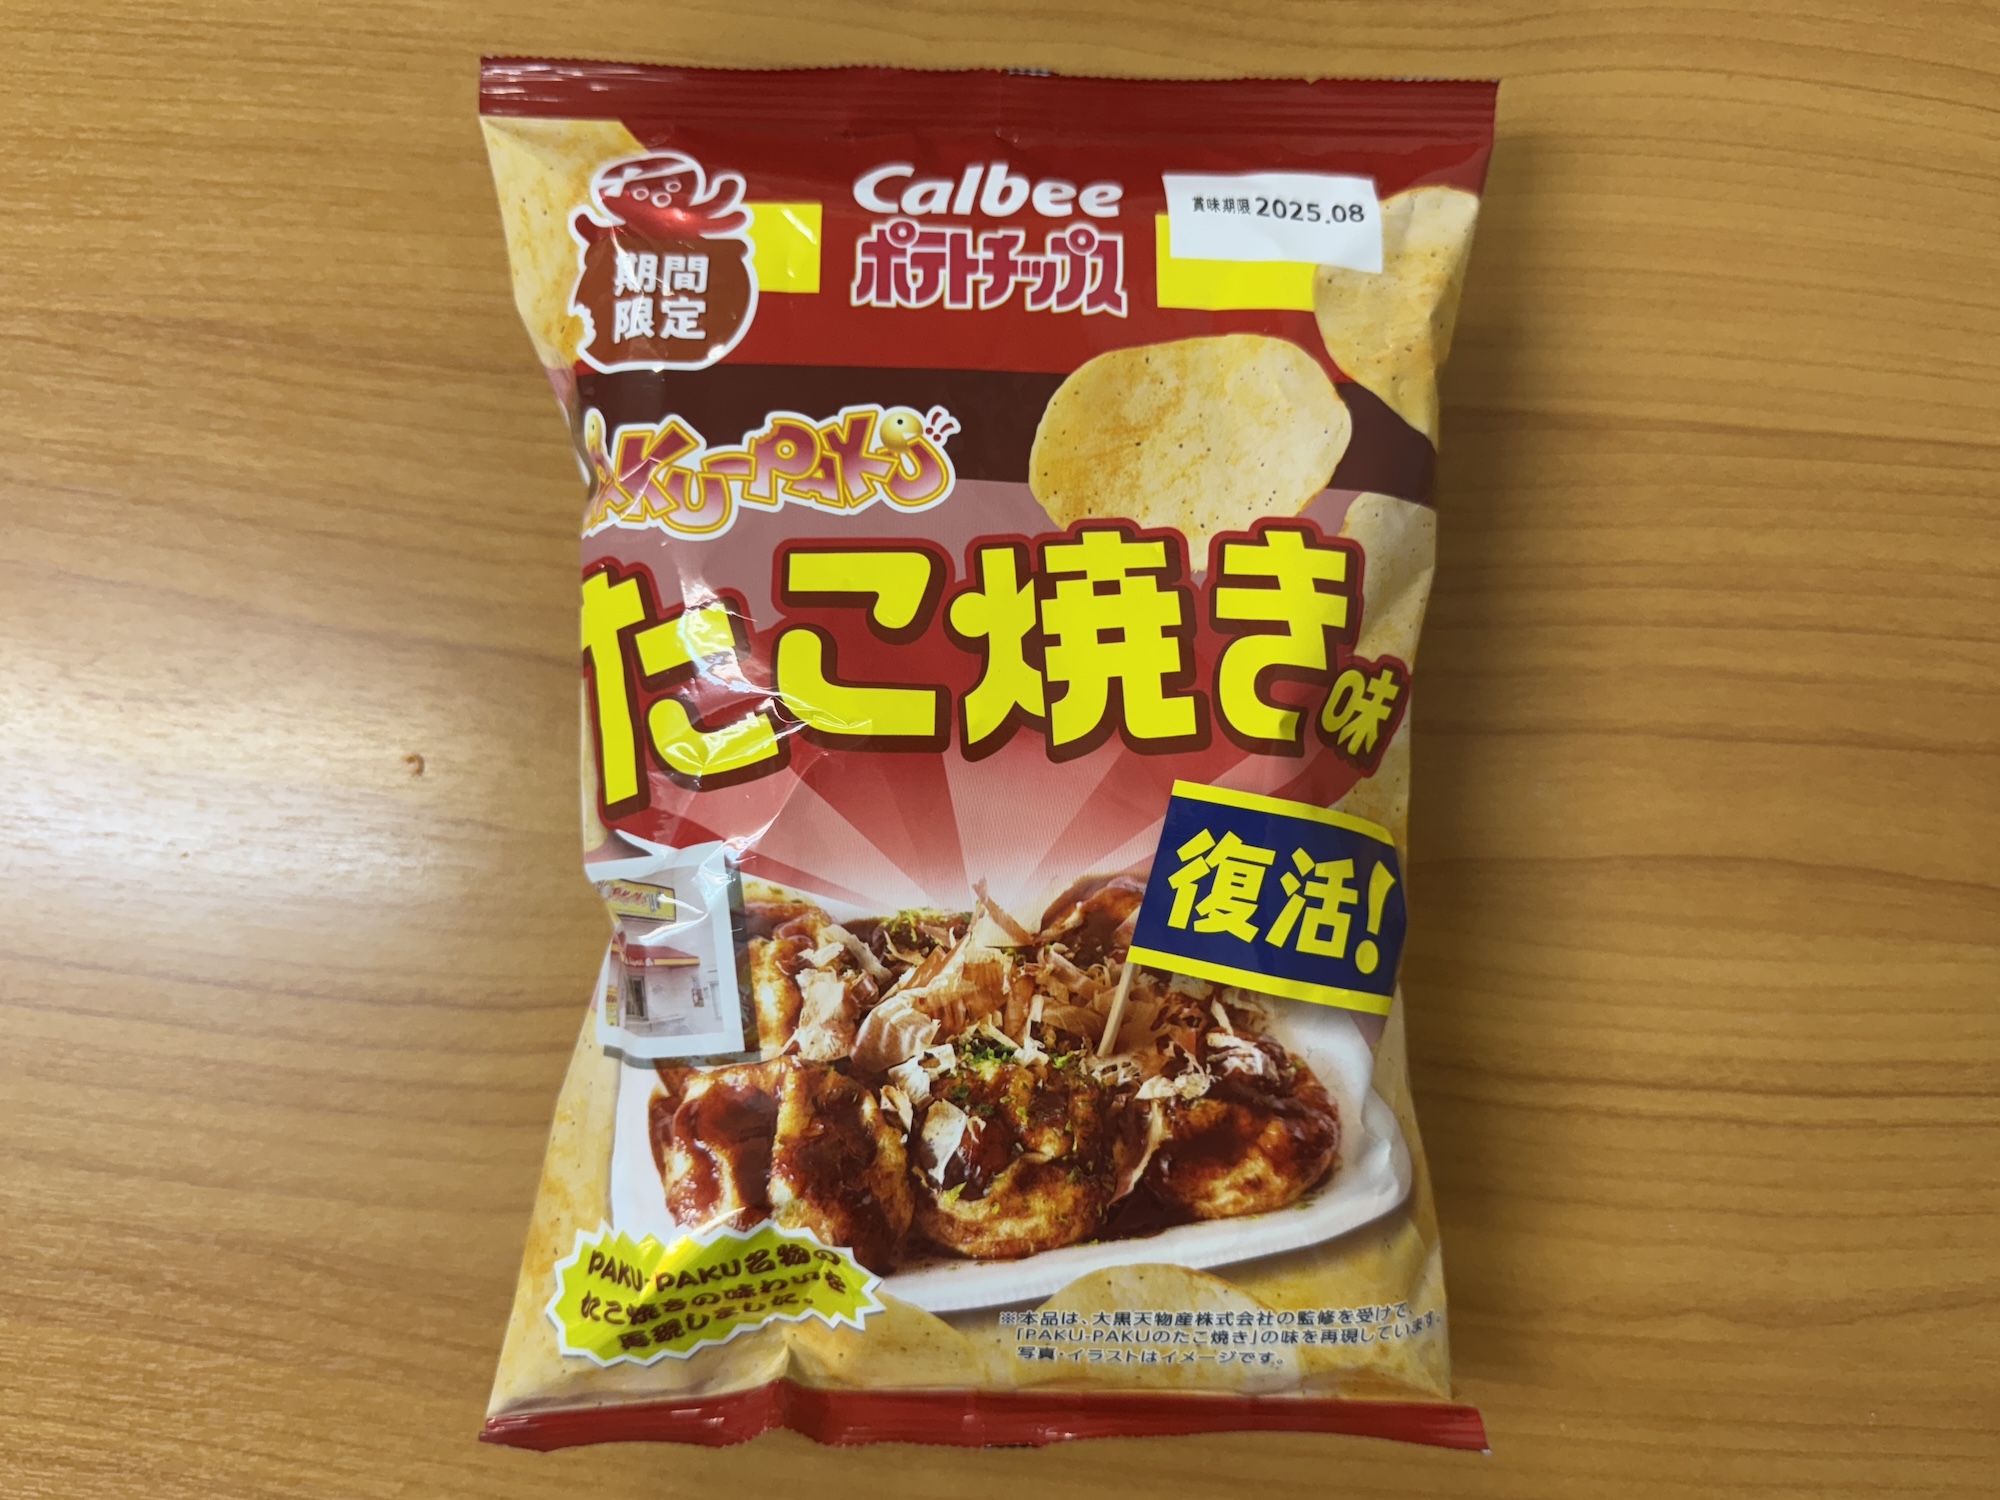 Calbee
ポテトチップス
賞味期限2025.08
期間
限定
PAKU-PAKU!!
たこ焼き味
復活!
PAKU-PAKU名物の
たこ焼きの味わいを
再現しました。
※本品は、大黒天物産株式会社の監修を受けて、
「PAKU-PAKUのたこ焼き」の味を再現しています。
写真・イラストはイメージです。